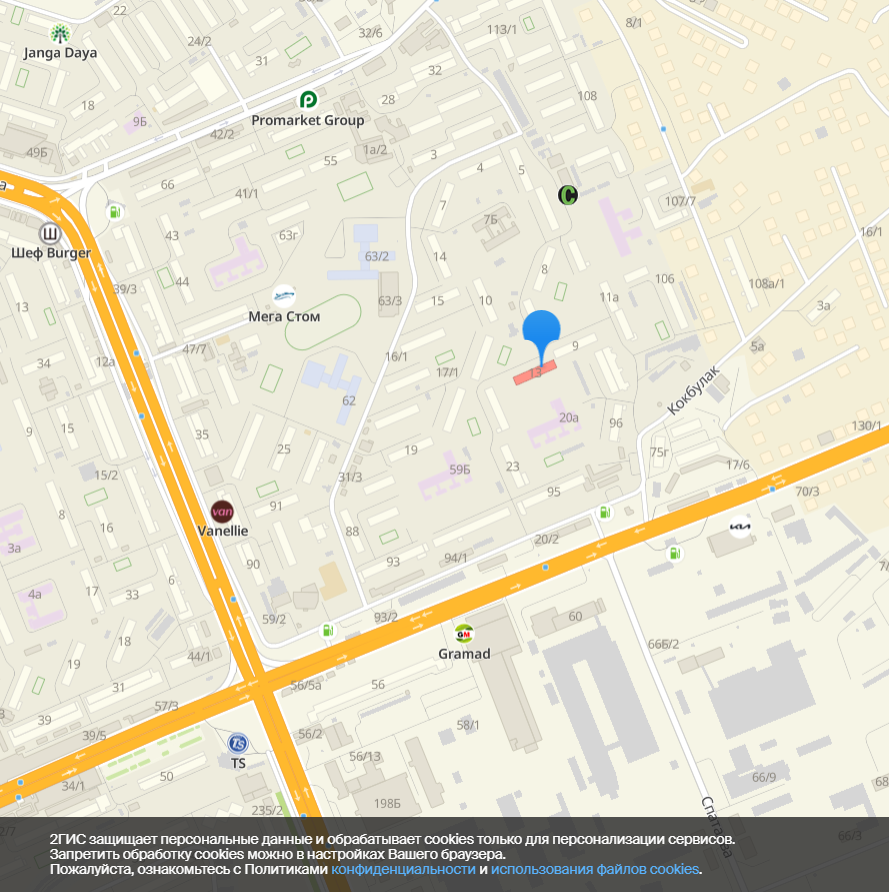 22
113/1
8/1
24/2
32/6
Janga Daya
31
32
18
9Б
28
108
Promarket Group
42/2
49Б
1а/2
3
55
4
5
66
41/1
107/7
7
7Б
16/1
43
63г
Ш
C
Шеф Burger
63/2
14
8
106
44
39/3
63/3
15
10
11а
108а/1
3а
13
Мега Стом
34
47/7
12а
16/1
9
5а
17/1
13
62
Кокбулак
20а
96
130/1
9
15
35
25
19
75г
15/2
31/3
59Б
23
17/6
91
95
70/3
8
16
van
Vanellie
88
20/2
KIA
3а
90
93
94/1
6
17
4а
33
59/2
93/2
60
GM
Gramad
66Б/2
18
44/1
19
31
56/5а
56
57/3
39
58/1
39/5
56/2
TS
TS
56/13
50
34/1
66/9
68
198Б
235/2
Спатаева
2/7
66/3
2ГИС защищает персональные данные и обрабатывает cookies только для персонализации сервисов.
Запретить обработку cookies можно в настройках Вашего браузера.
Пожалуйста, ознакомьтесь с Политиками конфиденциальности и использования файлов cookies.